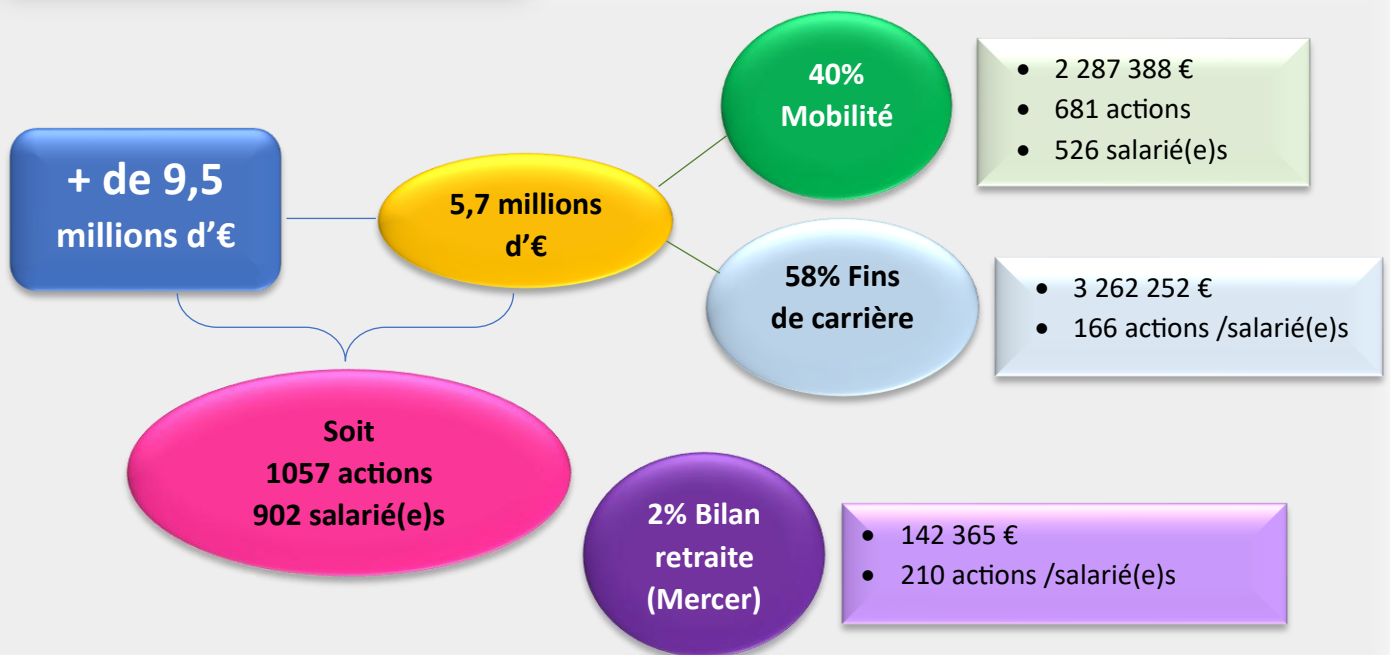 + de 9,5
millions d’€
5,7 millions
d’€
40%
Mobilité
• 2 287 388 €
• 681 actions
• 526 salarié(e)s
58% Fins
de carrière
• 3 262 252 €
• 166 actions /salarié(e)s
Soit
1057 actions
902 salarié(e)s
2% Bilan
retraite
(Mercer)
• 142 365 €
• 210 actions /salarié(e)s